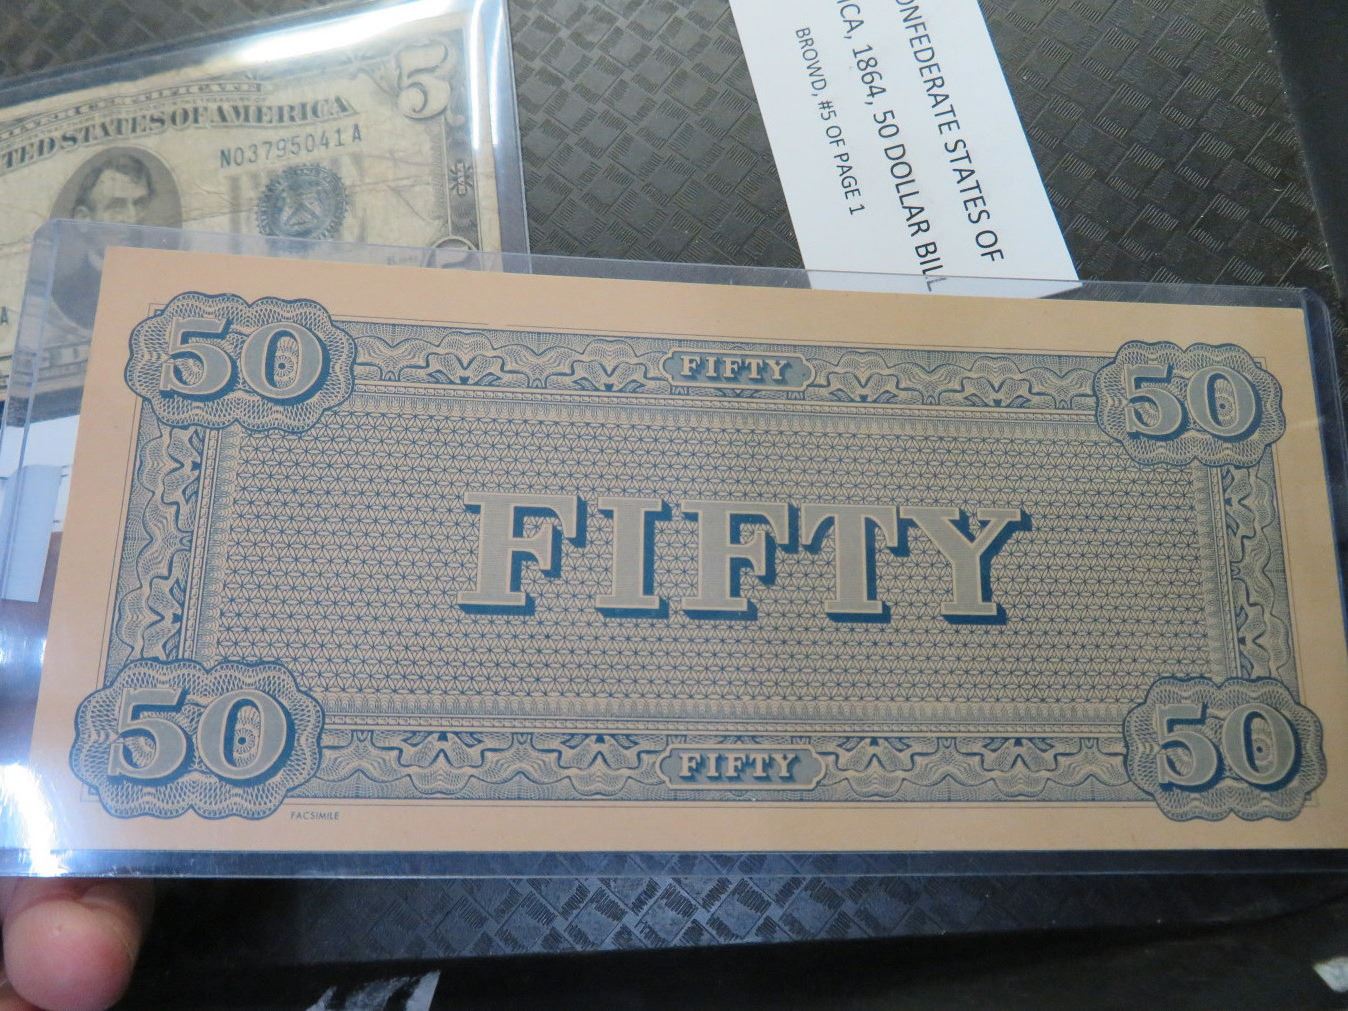 5
TED STATES OF AMERICA
N03795041A
A
ONFEDERATE STATES OF
ICA, 1864, 50 DOLLAR BILL
BROWD, #5 OF PAGE 1
50 FIFTY 50
FIFTY
50 FIFTY 50
FACSIMILE